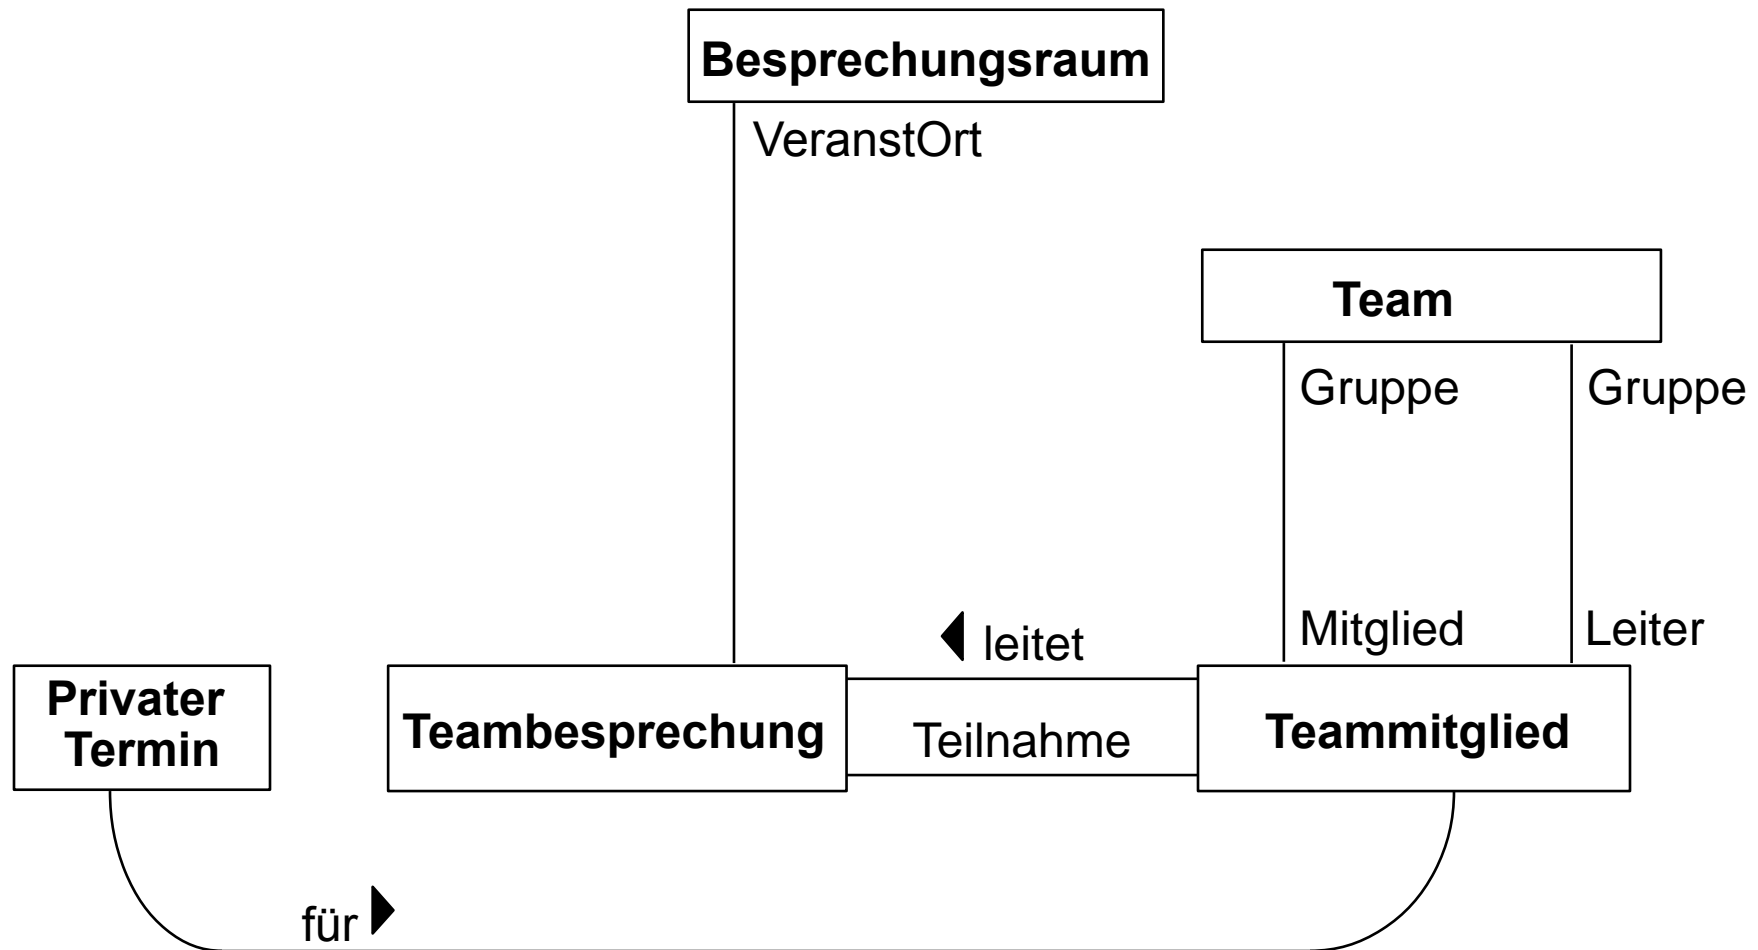 Besprechungsraum
VeranstOrt
Team
Gruppe
Gruppe
Mitglied
Leiter
leitet
Privater
Termin
Teambesprechung
Teilnahme
Teammitglied
für